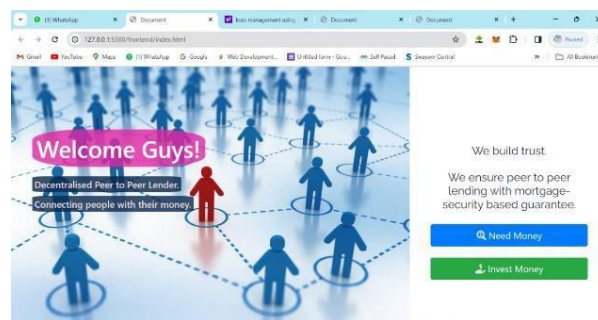 (1) WhatsApp
Document
loan management using
Document
Document
127.0.0.1:5500/frontend/index.html
Paused
Gmail
YouTube
Maps
(1) WhatsApp
Google
Web Development...
Untitled form - Goo...
Self Paced
Swayam Central
All Bookmarks
Welcome Guys!
Decentralised Peer to Peer Lender.
Connecting people with their money.
We build trust.
We ensure peer to peer
lending with mortgage-
security based guarantee.
Need Money
Invest Money